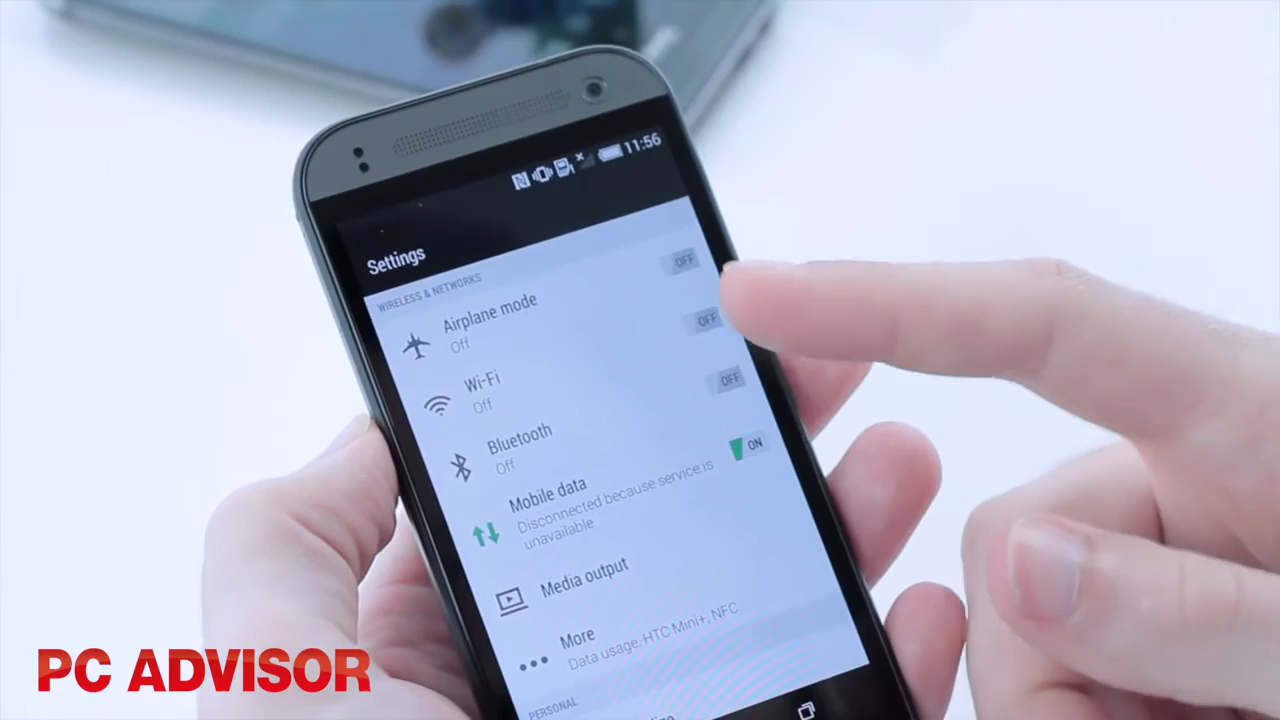 11:56
Settings
WIRELESS & NETWORKS
Airplane mode
Off
OFF
Wi-Fi
Off
OFF
Bluetooth
Off
OFF
Mobile data
Disconnected because service is
unavailable
ON
Media output
More
Data usage, HTC Mini+, NFC...
PERSONAL
PC ADVISOR